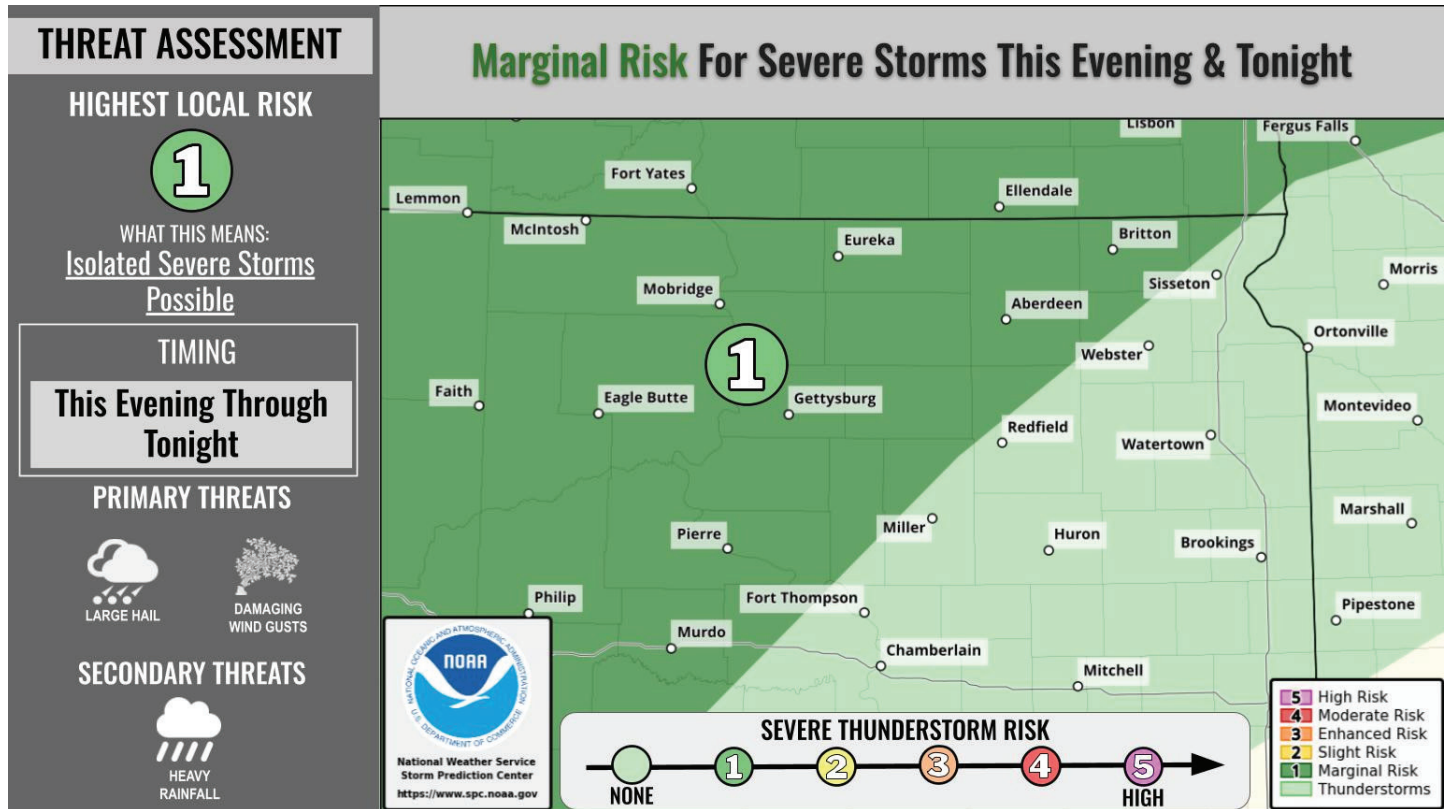 THREAT ASSESSMENT
HIGHEST LOCAL RISK
1
WHAT THIS MEANS:
Isolated Severe Storms
Possible
TIMING
This Evening Through
Tonight
PRIMARY THREATS
LARGE HAIL
DAMAGING
WIND GUSTS
SECONDARY THREATS
HEAVY
RAINFALL
Marginal Risk For Severe Storms This Evening & Tonight
Lisbon
Fergus Falls
Fort Yates
Lemmon
Ellendale
McIntosh
Britton
Eureka
Morris
Sisseton
Mobridge
Aberdeen
Ortonville
1
Webster
Faith
Eagle Butte
Gettysburg
Montevideo
Redfield
Watertown
Marshall
Miller
Pierre
Huron
Brookings
Philip
Fort Thompson
Pipestone
Murdo
Chamberlain
Mitchell
NATIONAL OCEANIC AND ATMOSPHERIC ADMINISTRATION
NOAA
U.S. DEPARTMENT OF COMMERCE
National Weather Service
Storm Prediction Center
https://www.spc.noaa.gov
SEVERE THUNDERSTORM RISK
1 2 3 4 5
NONE HIGH
5 High Risk
4 Moderate Risk
3 Enhanced Risk
2 Slight Risk
1 Marginal Risk
Thunderstorms